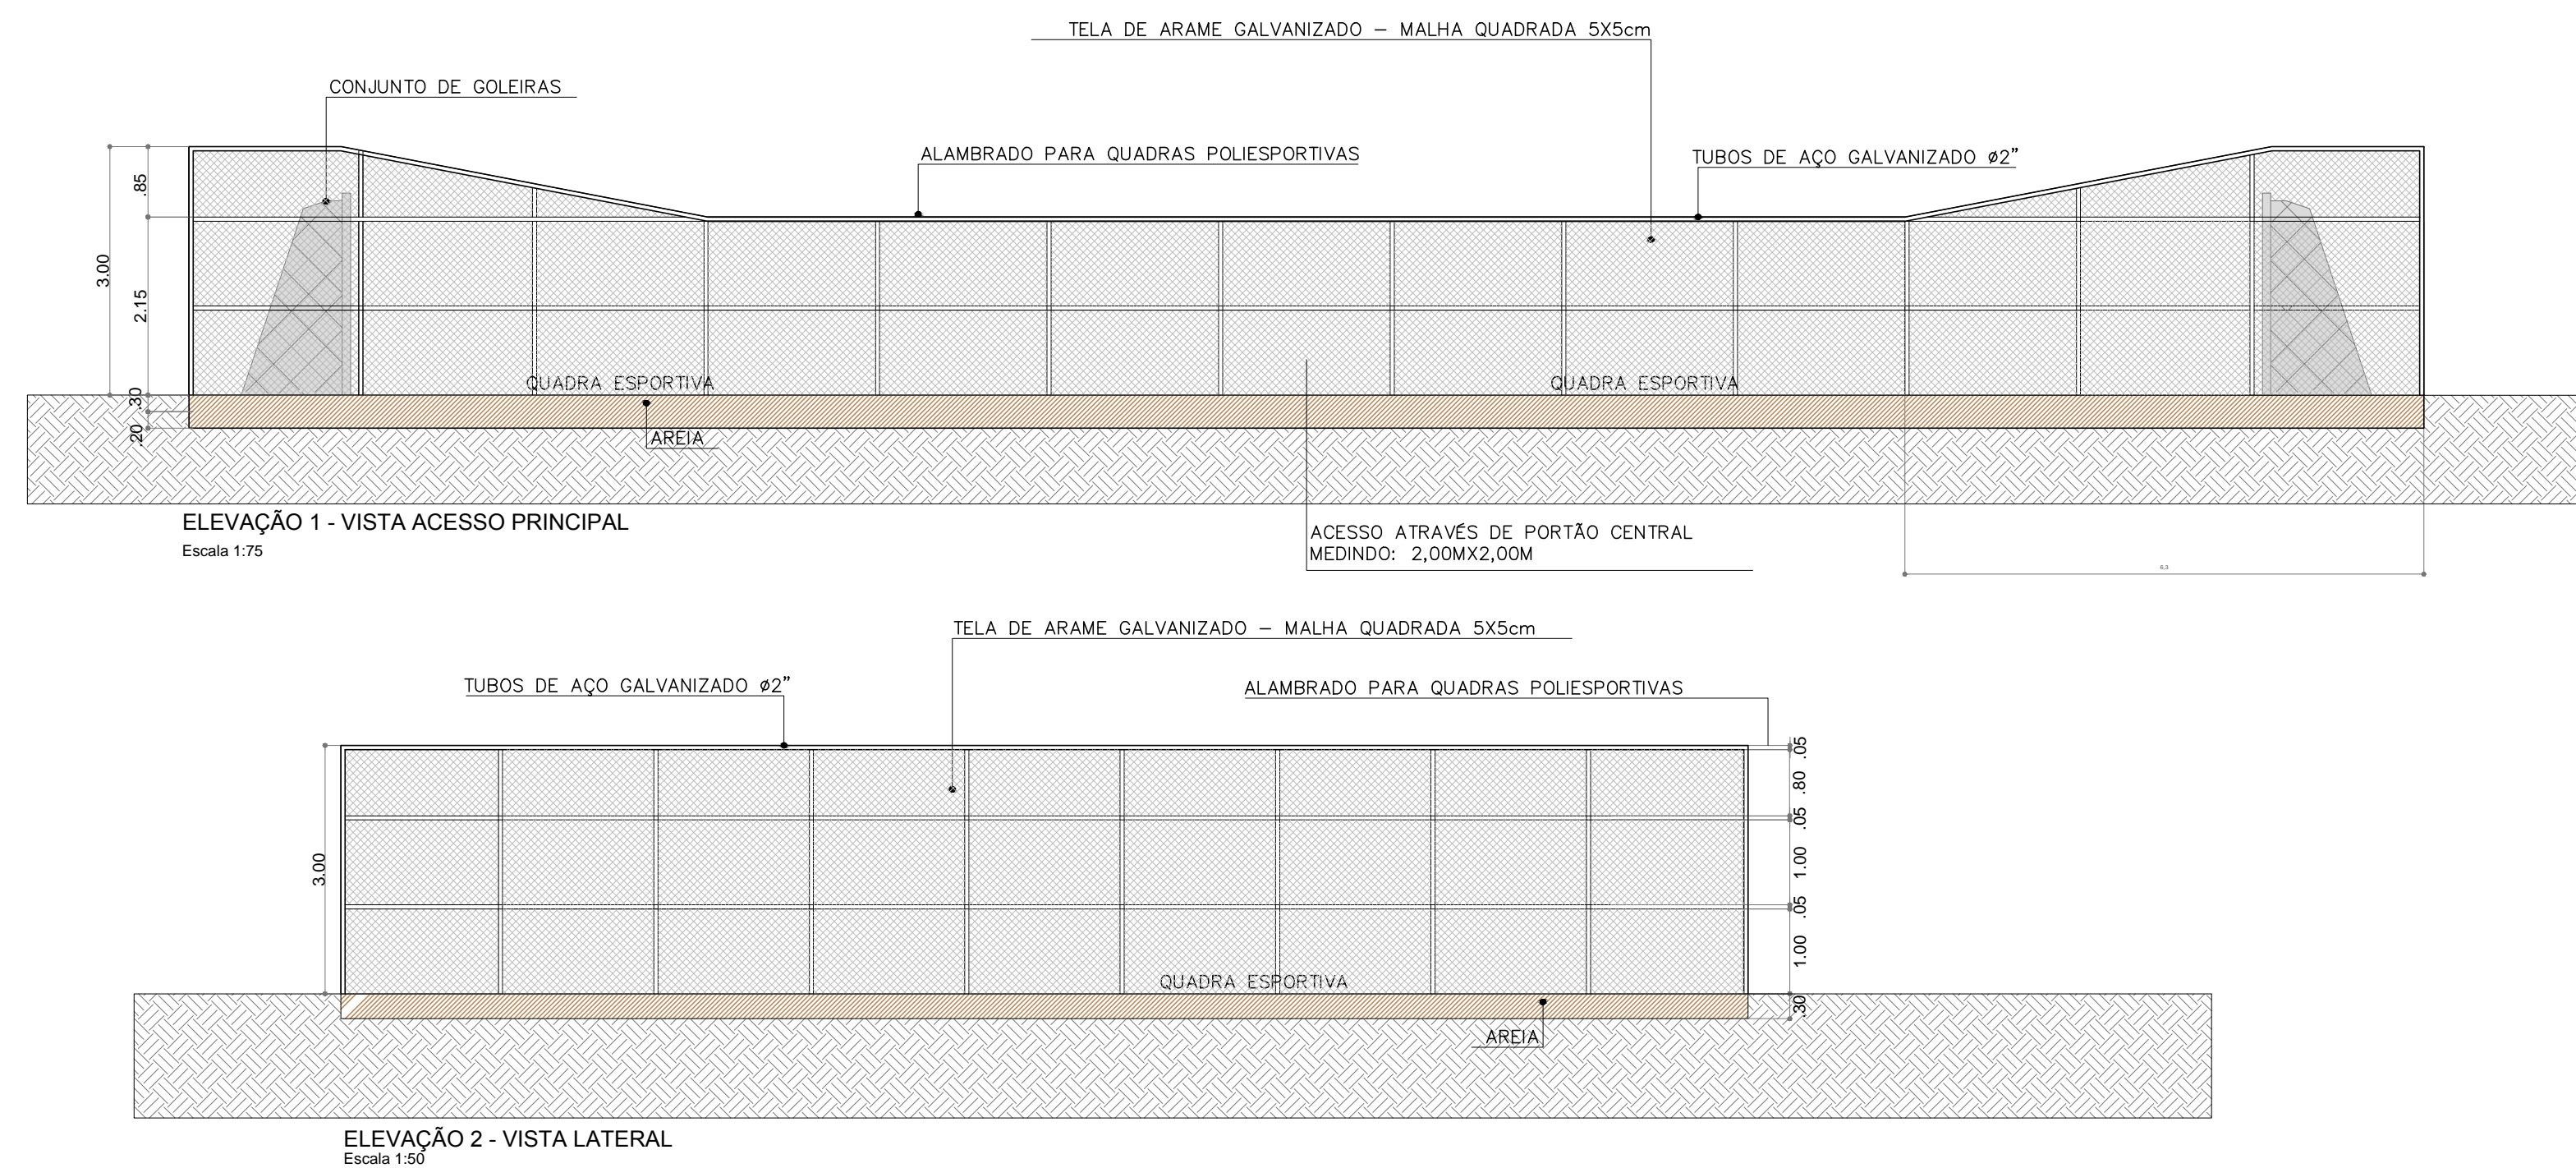 TELA DE ARAME GALVANIZADO – MALHA QUADRADA 5X5cm
CONJUNTO DE GOLEIRAS
ALAMBRADO PARA QUADRAS POLIESPORTIVAS
TUBOS DE AÇO GALVANIZADO ø2”
.85
3.00
2.15
QUADRA ESPORTIVA
QUADRA ESPORTIVA
.30
.20
AREIA
ELEVAÇÃO 1 - VISTA ACESSO PRINCIPAL
Escala 1:75
ACESSO ATRAVÉS DE PORTÃO CENTRAL
MEDINDO: 2,00MX2,00M
6.3
TELA DE ARAME GALVANIZADO – MALHA QUADRADA 5X5cm
TUBOS DE AÇO GALVANIZADO ø2”
ALAMBRADO PARA QUADRAS POLIESPORTIVAS
.05
.80
.05
1.00
3.00
.05
1.00
QUADRA ESPORTIVA
.30
AREIA
ELEVAÇÃO 2 - VISTA LATERAL
Escala 1:50